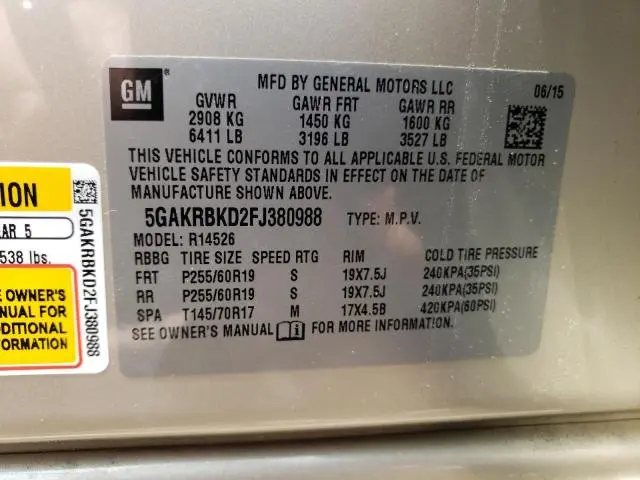 GM
®
MFD BY GENERAL MOTORS LLC 06/15
GVWR GAWR FRT GAWR RR
2908 KG 1450 KG 1600 KG
6411 LB 3196 LB 3527 LB
THIS VEHICLE CONFORMS TO ALL APPLICABLE U.S. FEDERAL MOTOR
VEHICLE SAFETY STANDARDS IN EFFECT ON THE DATE OF
MANUFACTURE SHOWN ABOVE.
5GAKRBKD2FJ380988 TYPE: M.P.V.
MODEL: R14526
RBBG TIRE SIZE SPEED RTG RIM COLD TIRE PRESSURE
FRT P255/60R19 S 19X7.5J 240KPA(35PSI)
RR P255/60R19 S 19X7.5J 240KPA(35PSI)
SPA T145/70R17 M 17X4.5B 420KPA(60PSI)
SEE OWNER'S MANUAL i FOR MORE INFORMATION.
ION
AR 5
538 lbs.
OWNER'S
NUAL FOR
DITIONAL
ORMATION
5GAKRBKD2FJ380988